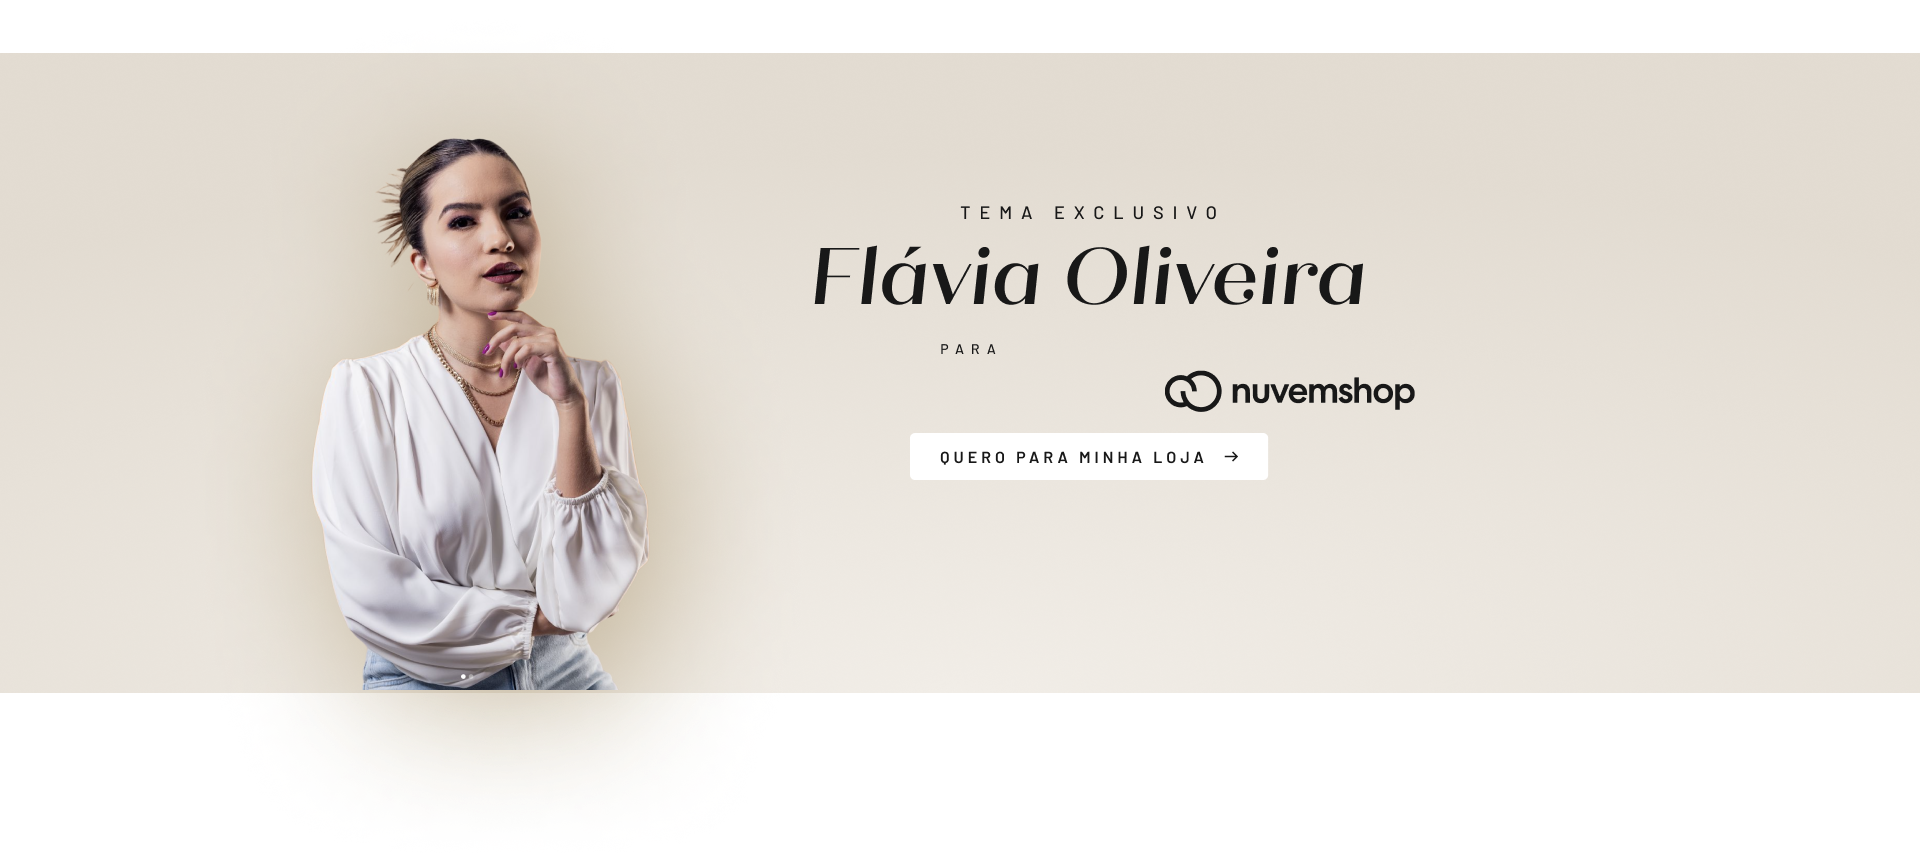 TEMA EXCLUSIVO
Flávia Oliveira
PARA
nuvemshop
QUERO PARA MINHA LOJA →